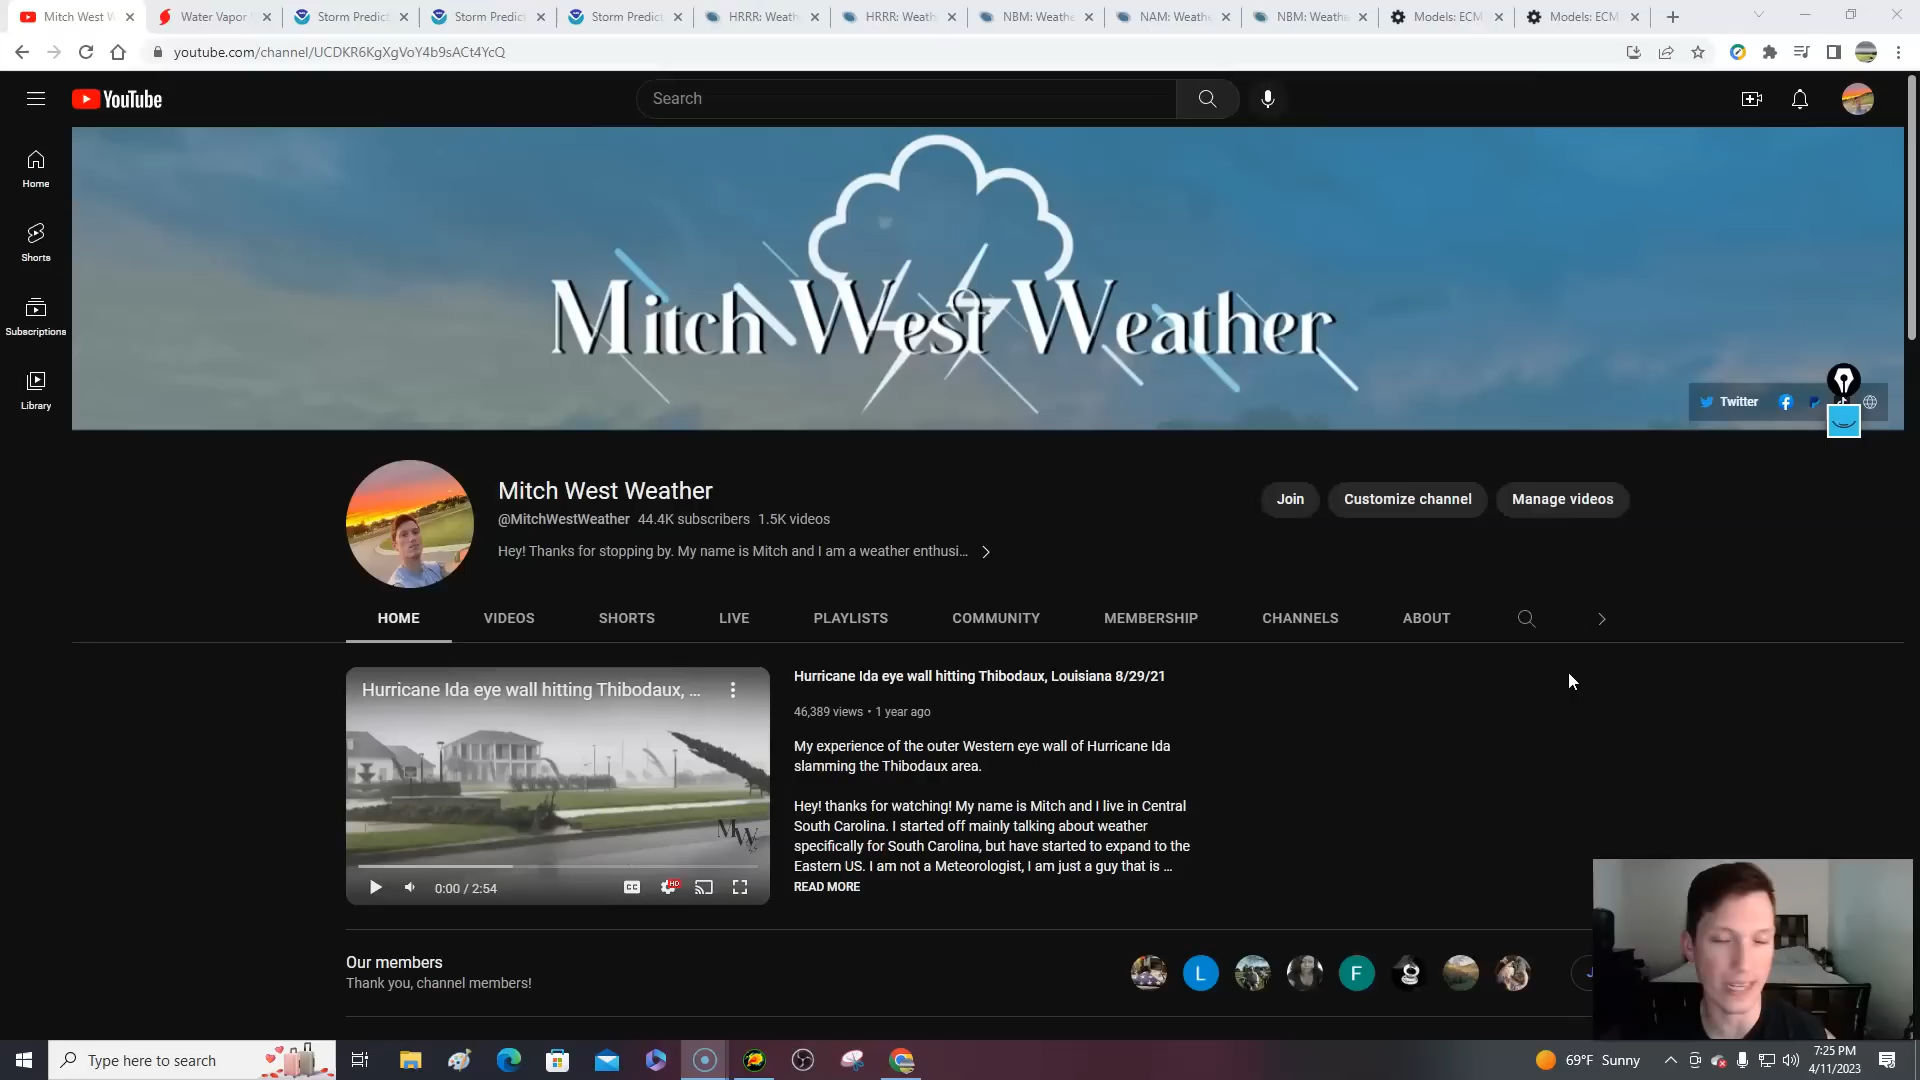 Mitch West W
Water Vapor
Storm Predict
Storm Predict
Storm Predict
HRRR: Weath
HRRR: Weath
NBM: Weathe
NAM: Weathe
NBM: Weathe
Models: ECM
Models: ECM
youtube.com/channel/UCDKR6KgXgVoY4b9sACt4YcQ
YouTube
Search
Home
Shorts
Subscriptions
Library
Mitch West Weather
Twitter
Mitch West Weather
@MitchWestWeather 44.4K subscribers 1.5K videos
Hey! Thanks for stopping by. My name is Mitch and I am a weather enthusi...
Join
Customize channel
Manage videos
HOME
VIDEOS
SHORTS
LIVE
PLAYLISTS
COMMUNITY
MEMBERSHIP
CHANNELS
ABOUT
Hurricane Ida eye wall hitting Thibodaux, ...
MW
CC
HD
0:00 / 2:54
Hurricane Ida eye wall hitting Thibodaux, Louisiana 8/29/21
46,389 views • 1 year ago
My experience of the outer Western eye wall of Hurricane Ida
slamming the Thibodaux area.
Hey! thanks for watching! My name is Mitch and I live in Central
South Carolina. I started off mainly talking about weather
specifically for South Carolina, but have started to expand to the
Eastern US. I am not a Meteorologist, I am just a guy that is ...
READ MORE
Our members
Thank you, channel members!
L
F
J
Type here to search
69°F Sunny
7:25 PM
4/11/2023